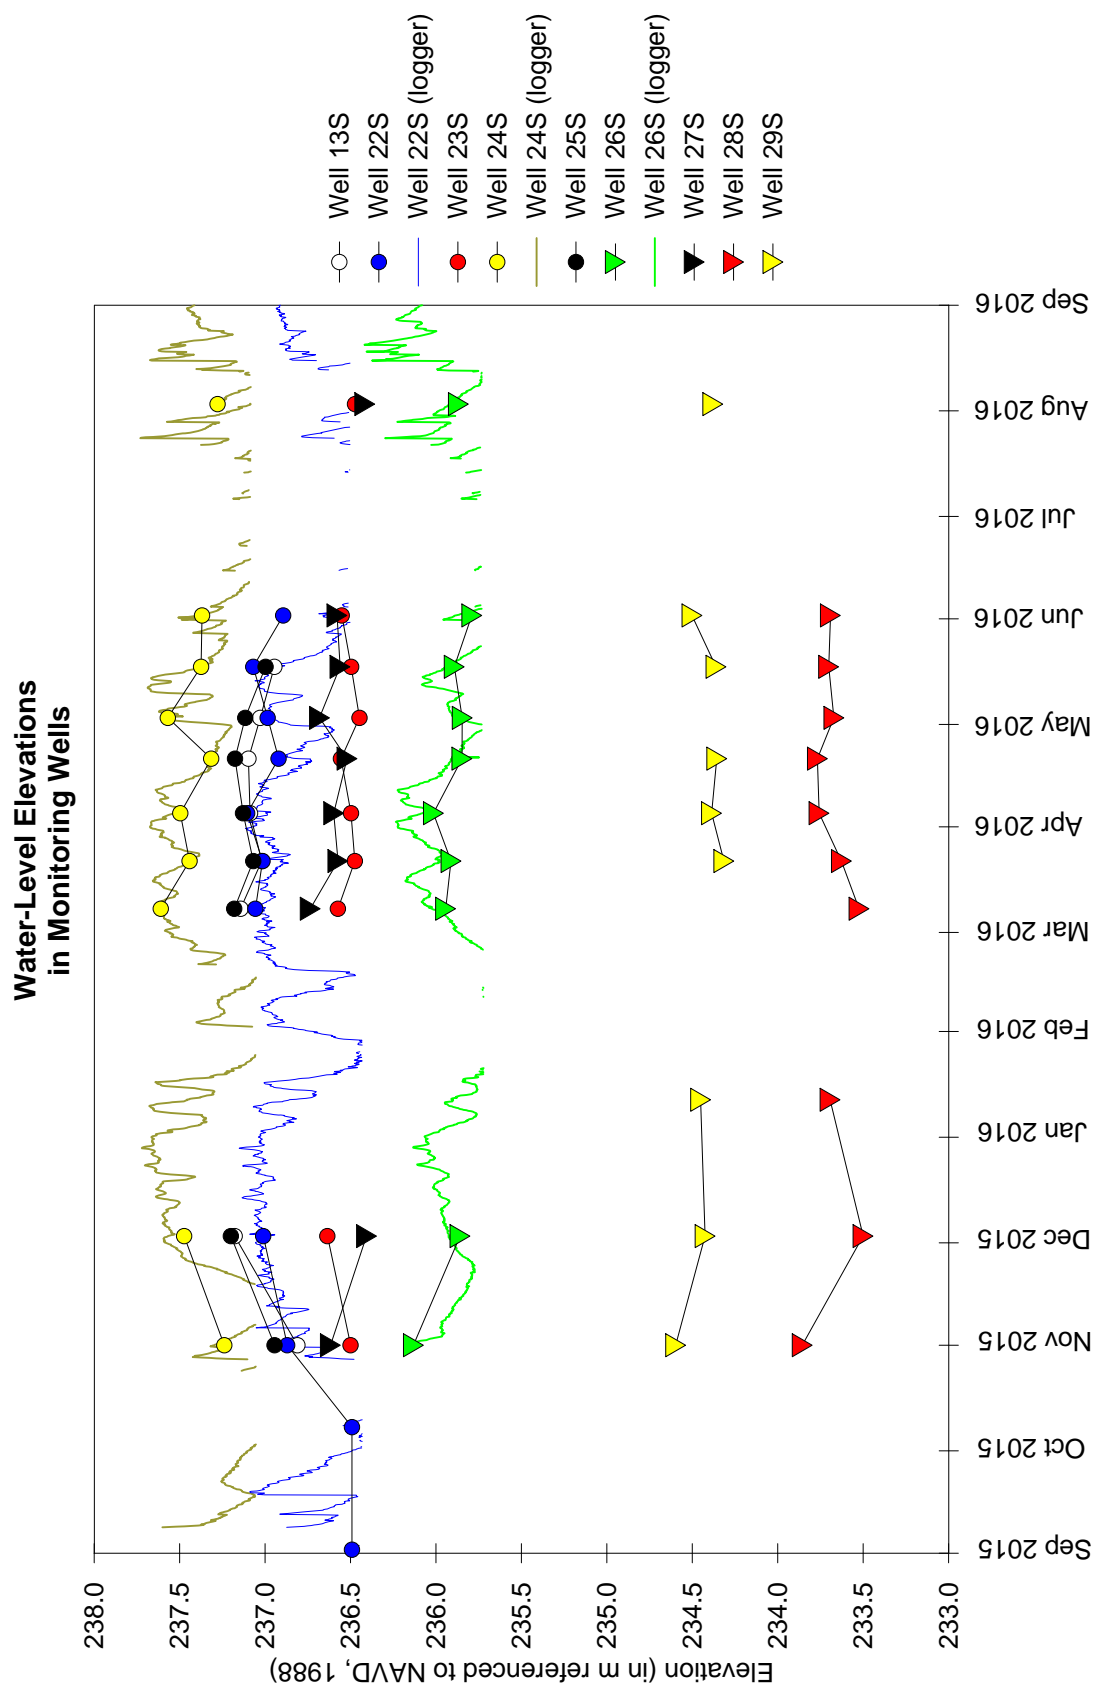 Water-Level Elevations
in Monitoring Wells
Elevation (in m referenced to NAVD, 1988)
238.0
237.5
237.0
236.5
236.0
235.5
235.0
234.5
234.0
233.5
233.0
Sep 2015
Oct 2015
Nov 2015
Dec 2015
Jan 2016
Feb 2016
Mar 2016
Apr 2016
May 2016
Jun 2016
Jul 2016
Aug 2016
Sep 2016
Well 13S
Well 22S
Well 22S (logger)
Well 23S
Well 24S
Well 24S (logger)
Well 25S
Well 26S
Well 26S (logger)
Well 27S
Well 28S
Well 29S